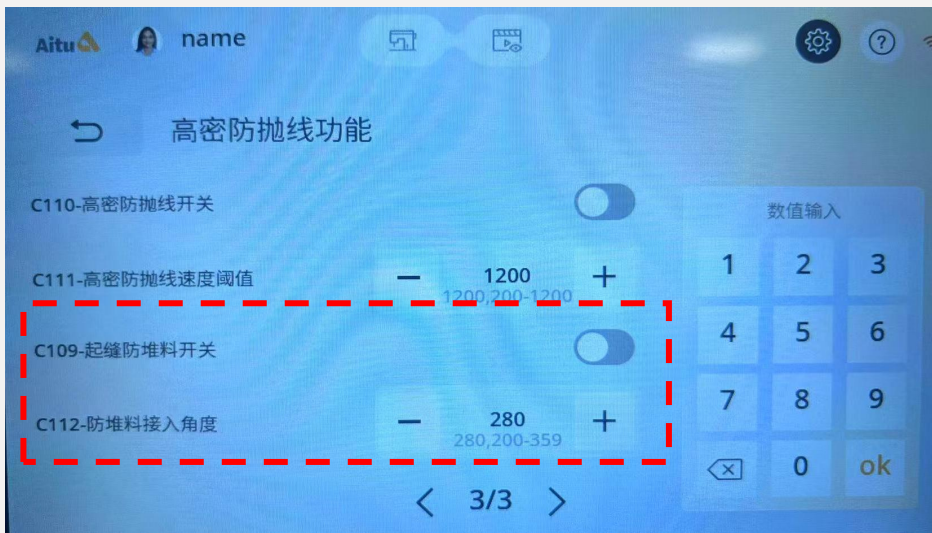 Aitu
name
?
高密防抛线功能
C110-高密防抛线开关
数值输入
C111-高密防抛线速度阈值
1200
1200,200-1200
C109-起缝防堆料开关
C112-防堆料接入角度
280
280,200-359
3/3
1 2 3
4 5 6
7 8 9
0 ok